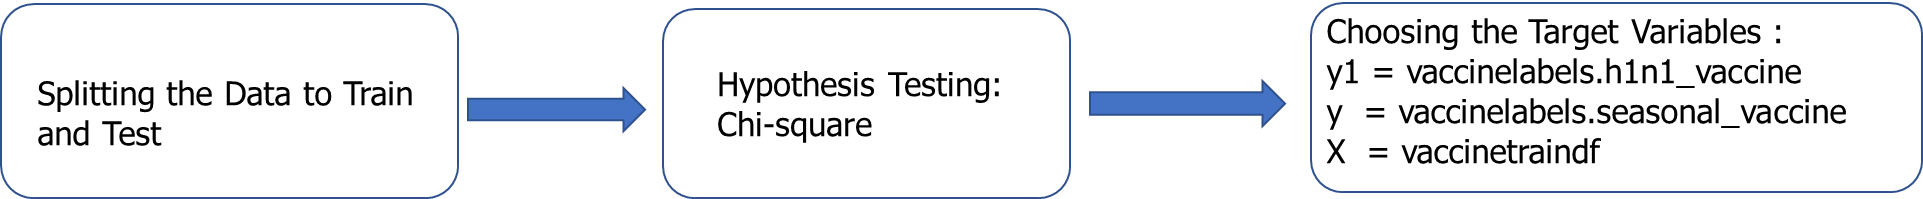 Splitting the Data to Train
and Test
Hypothesis Testing:
Chi-square
Choosing the Target Variables :
y1 = vaccinelabels.h1n1_vaccine
y  = vaccinelabels.seasonal_vaccine
X  = vaccinetraindf